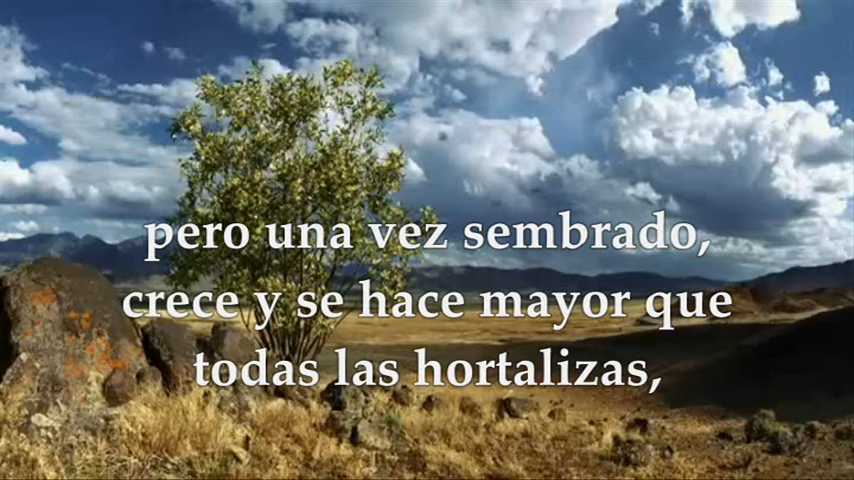 pero una vez sembrado,
crece y se hace mayor que
todas las hortalizas,